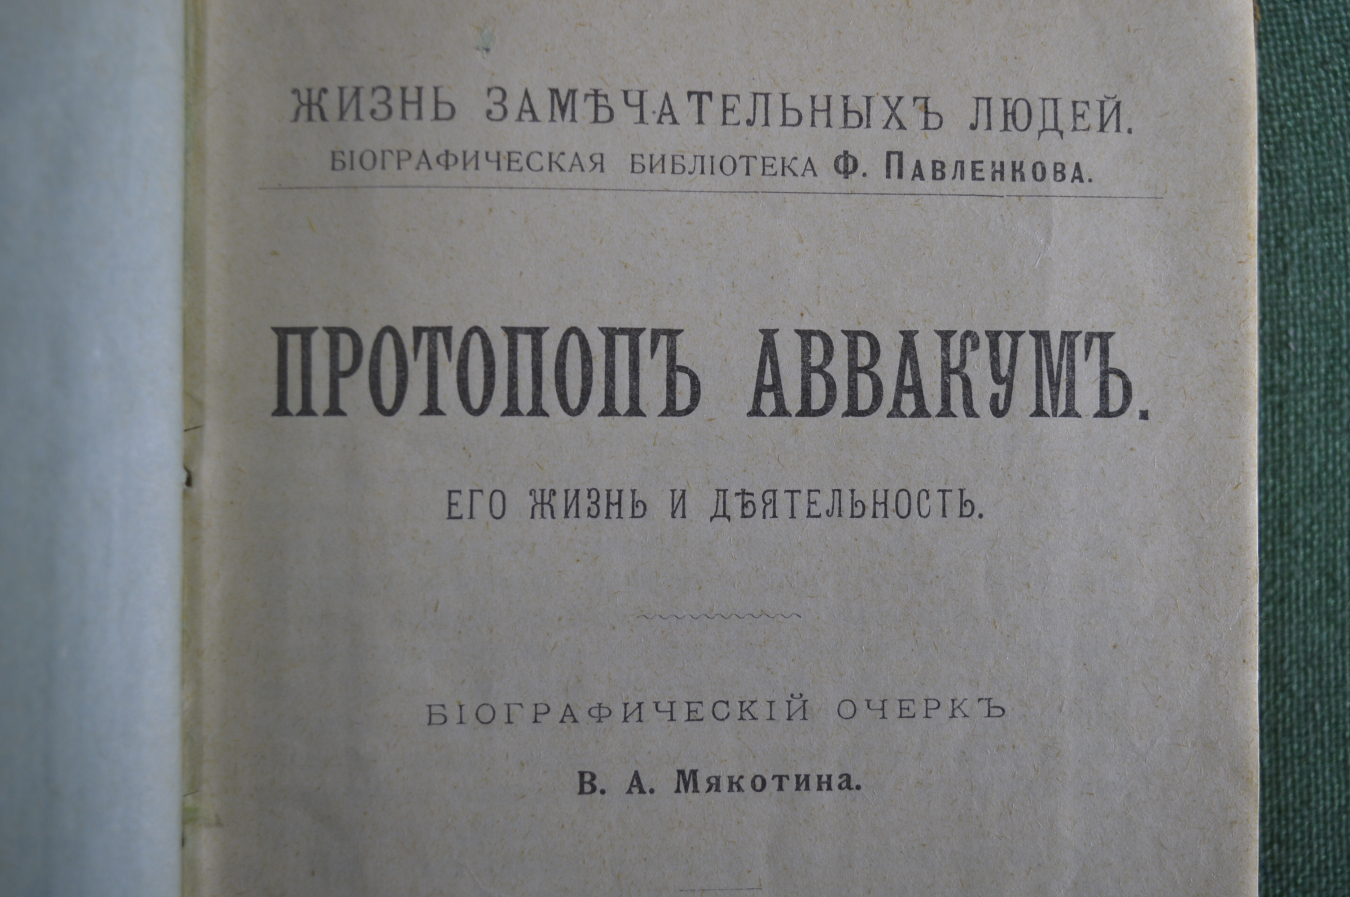 ЖИЗНЬ ЗАМѢЧАТЕЛЬНЫХЪ ЛЮДЕЙ.
БІОГРАФИЧЕСКАЯ БИБЛІОТЕКА Ф. ПАВЛЕНКОВА.
ПРОТОПОПЪ АВВАКУМЪ.
ЕГО ЖИЗНЬ И ДѢЯТЕЛЬНОСТЬ.
БІОГРАФИЧЕСКІЙ ОЧЕРКЪ
В. А. Мякотина.